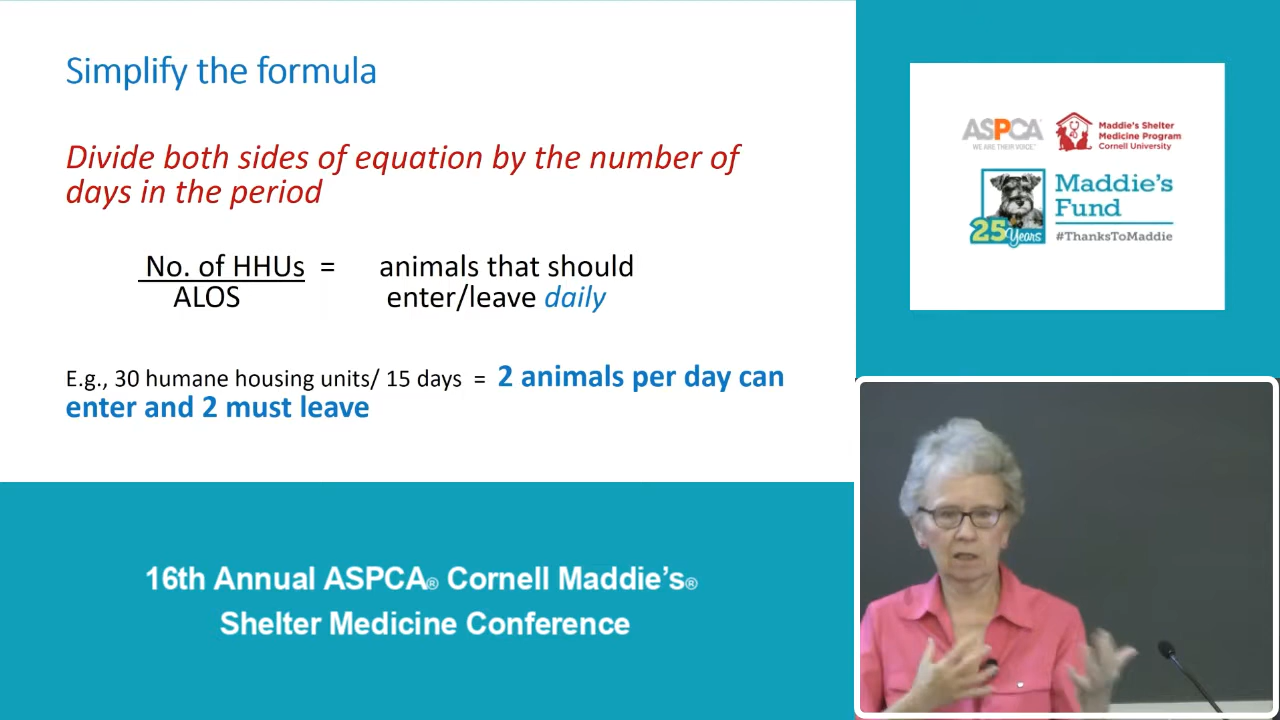 Simplify the formula
Divide both sides of equation by the number of
days in the period
No. of HHUs = animals that should
ALOS enter/leave daily
E.g., 30 humane housing units/ 15 days = 2 animals per day can
enter and 2 must leave
ASPCA
WE ARE THEIR VOICE™
Maddie's Shelter
Medicine Program
Cornell University
25 Years
Maddie's
Fund
#ThanksToMaddie
16th Annual ASPCA® Cornell Maddie's®
Shelter Medicine Conference